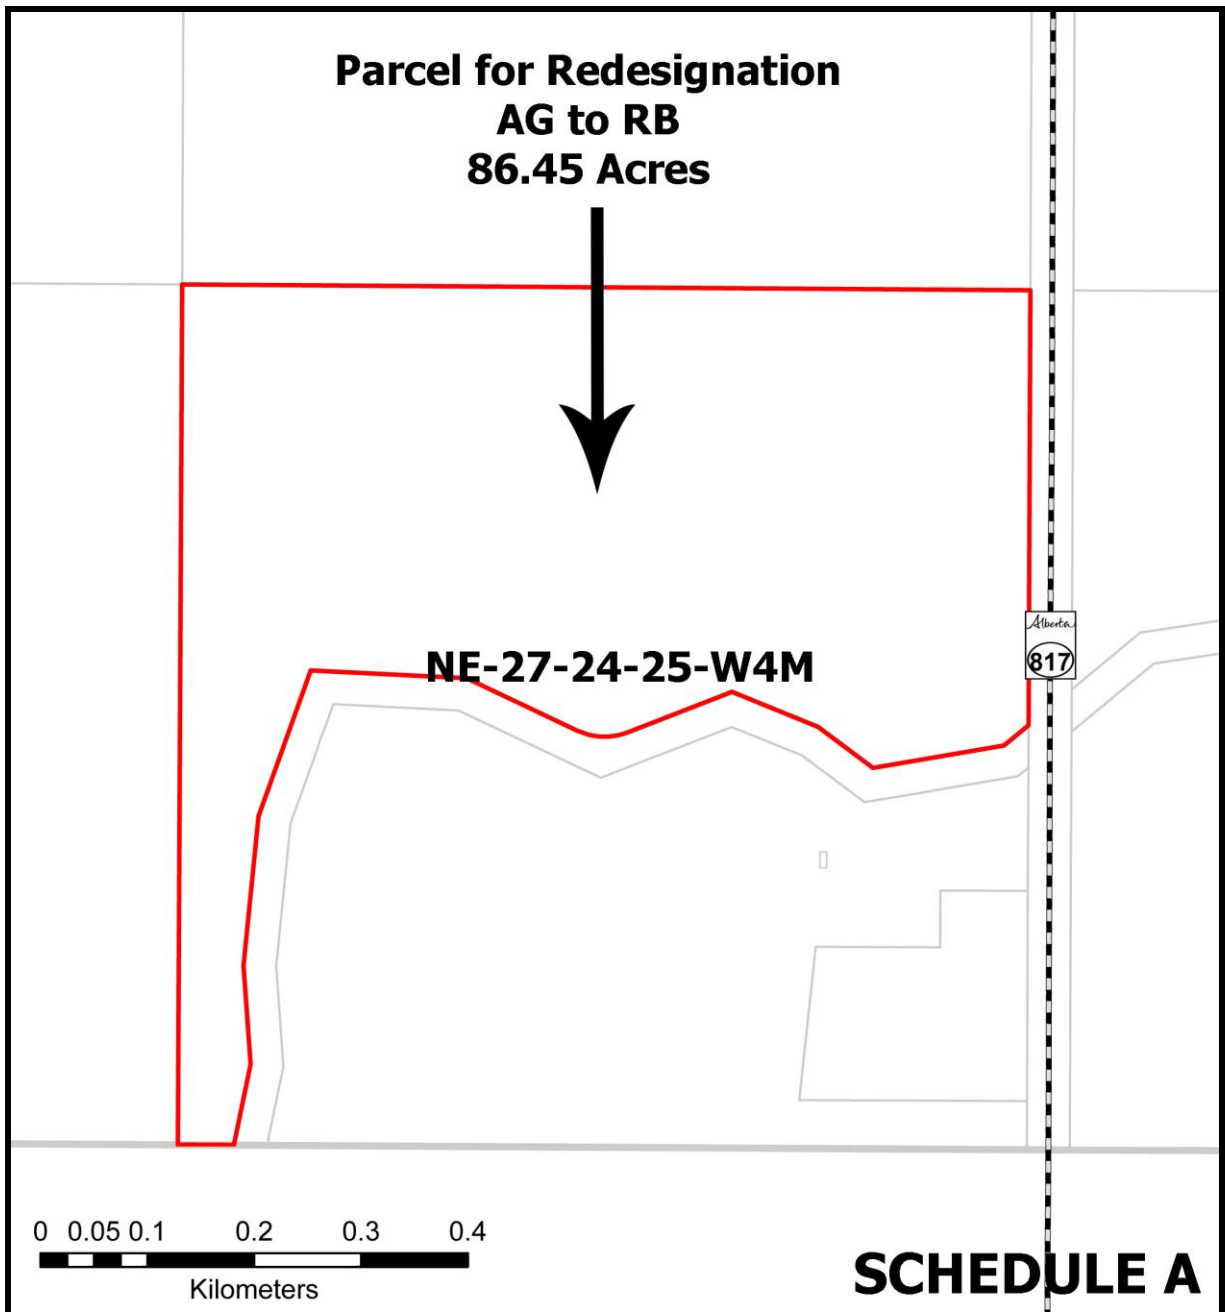 Parcel for Redesignation
AG to RB
86.45 Acres
Alberta
817
NE-27-24-25-W4M
0 0.05 0.1 0.2 0.3 0.4
Kilometers
SCHEDULE A